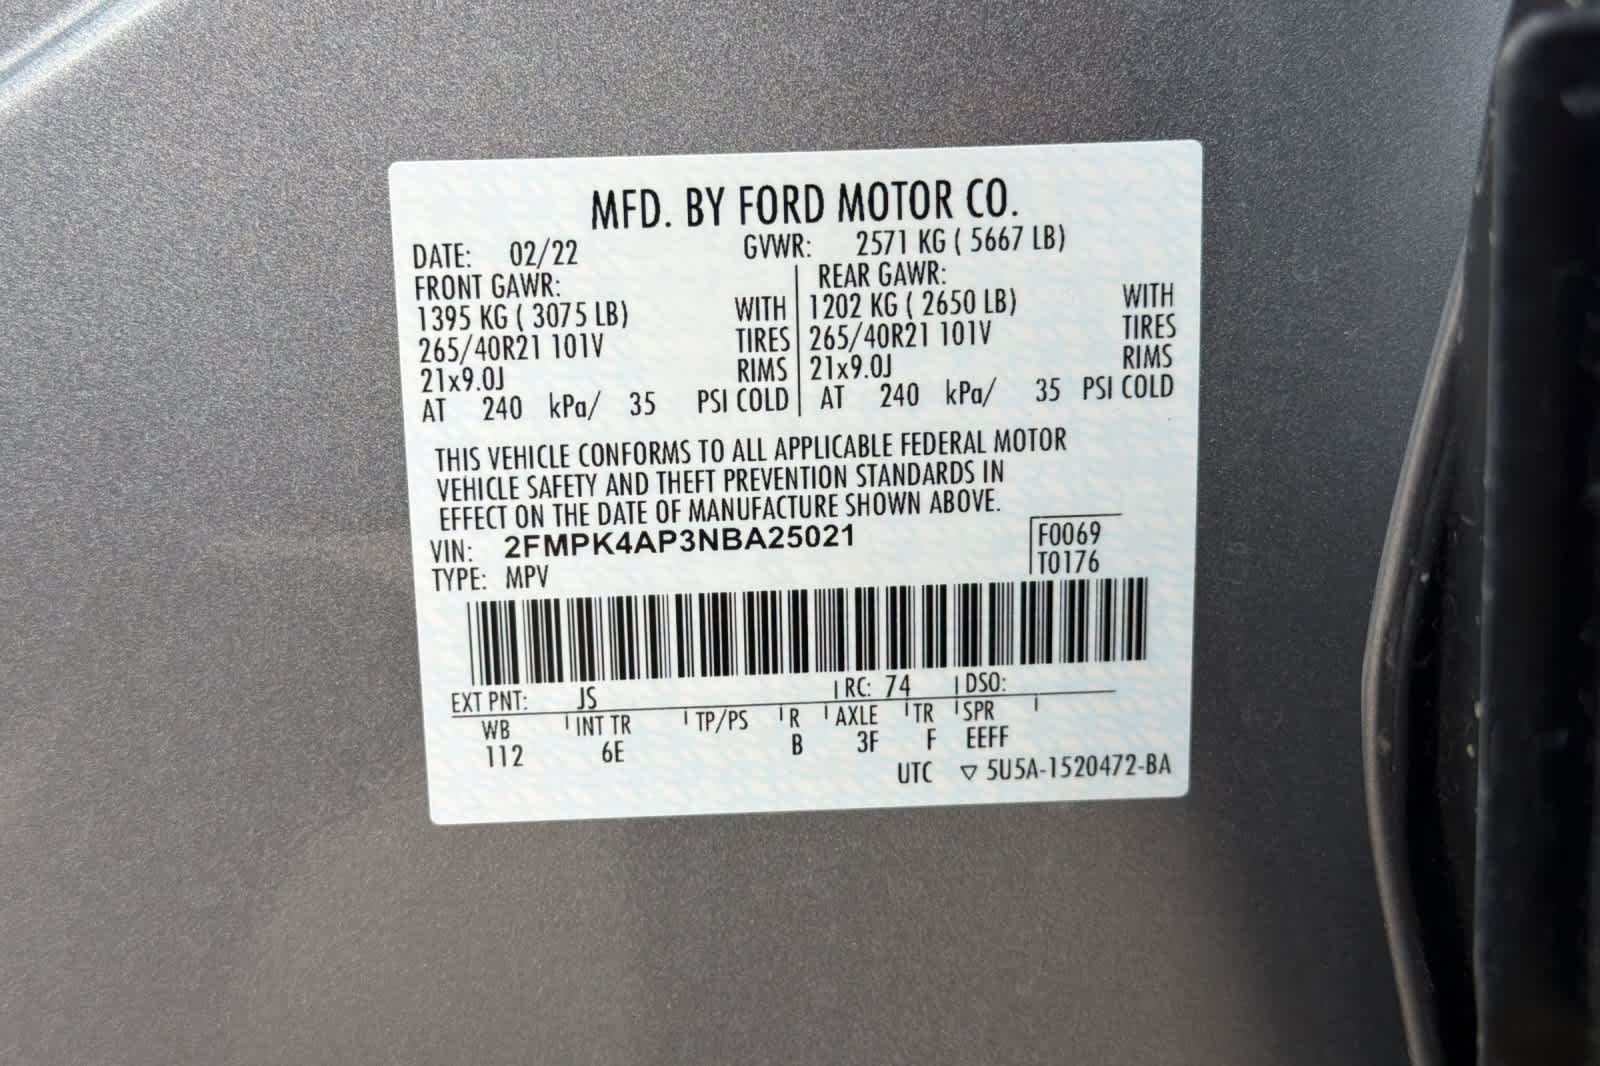 MFD. BY FORD MOTOR CO.
DATE: 02/22 GVWR: 2571 KG ( 5667 LB)
FRONT GAWR: REAR GAWR:
1395 KG ( 3075 LB) WITH 1202 KG ( 2650 LB) WITH
265/40R21 101V TIRES 265/40R21 101V TIRES
21x9.0J RIMS 21x9.0J RIMS
AT 240 kPa/ 35 PSI COLD AT 240 kPa/ 35 PSI COLD
THIS VEHICLE CONFORMS TO ALL APPLICABLE FEDERAL MOTOR
VEHICLE SAFETY AND THEFT PREVENTION STANDARDS IN
EFFECT ON THE DATE OF MANUFACTURE SHOWN ABOVE.
VIN: 2FMPK4AP3NBA25021 F0069
TYPE: MPV T0176
EXT PNT: JS RC: 74 DSO:
WB INT TR TP/PS R AXLE TR SPR
112 6E B 3F F EEFF
UTC ▽ 5U5A-1520472-BA